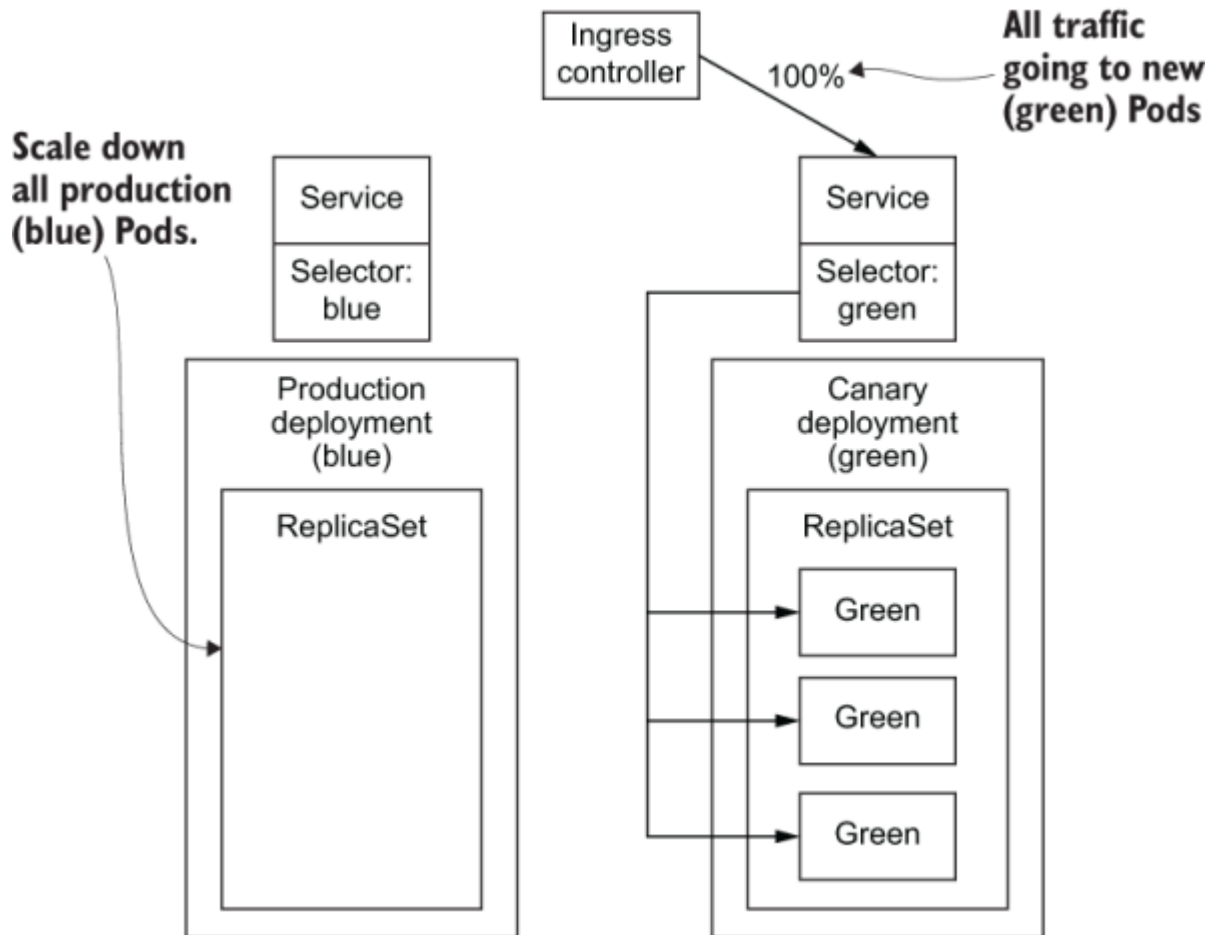 Ingress
controller
100%
All traffic
going to new
(green) Pods
Scale down
all production
(blue) Pods.
Service
Selector:
blue
Service
Selector:
green
Production
deployment
(blue)
ReplicaSet
Canary
deployment
(green)
ReplicaSet
Green
Green
Green